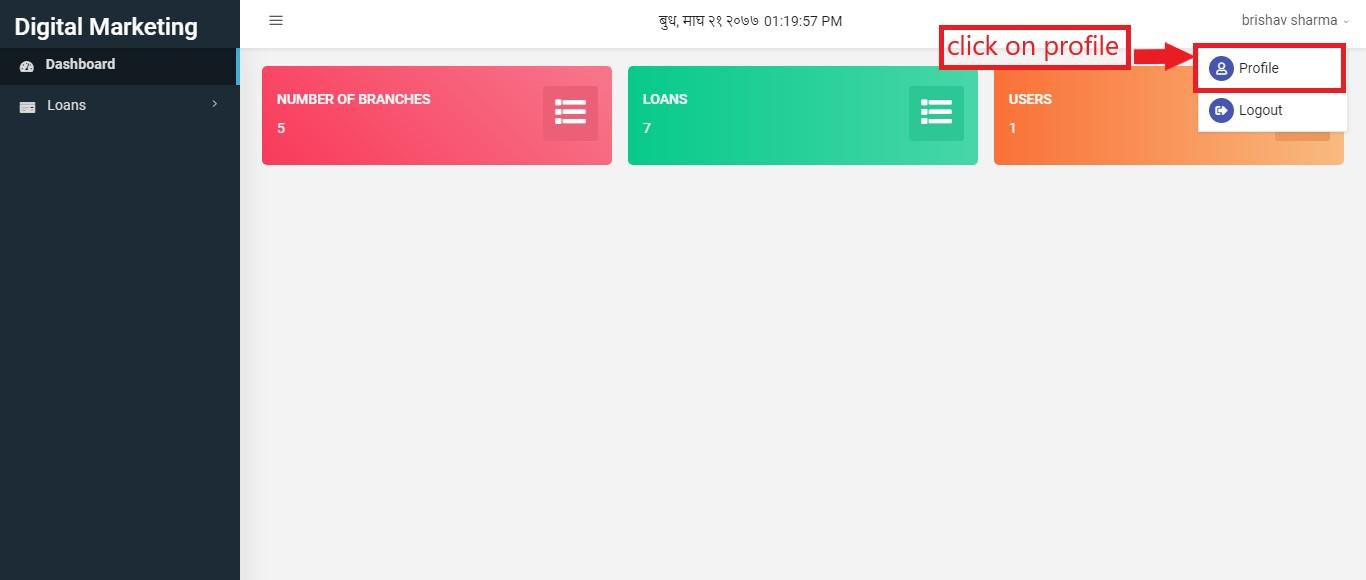 Digital Marketing
बुध, माघ २१ २०७७ 01:19:57 PM
brishav sharma
click on profile
Dashboard
Profile
Loans
NUMBER OF BRANCHES
5
LOANS
7
USERS
1
Logout